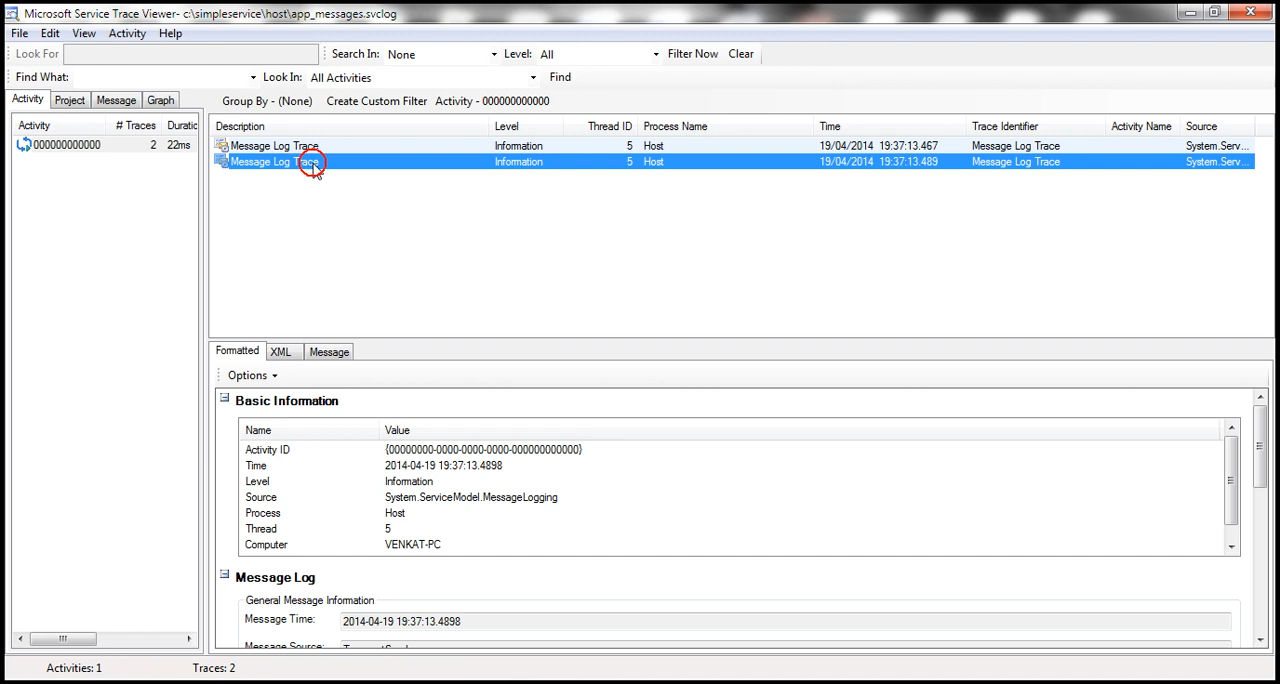 Microsoft Service Trace Viewer- c:\simpleservice\host\app_messages.svclog
File Edit View Activity Help
Look For Search In: None Level: All Filter Now Clear
Find What: Look In: All Activities Find
Activity Project Message Graph Group By - (None) Create Custom Filter Activity - 000000000000
Activity # Traces Duratic Description Level Thread ID Process Name Time Trace Identifier Activity Name Source
000000000000 2 22ms Message Log Trace Information 5 Host 19/04/2014 19:37:13.467 Message Log Trace System.Serv...
Message Log Trace Information 5 Host 19/04/2014 19:37:13.489 Message Log Trace System.Serv...
Formatted XML Message
Options
Basic Information
Name Value
Activity ID {00000000-0000-0000-0000-000000000000}
Time 2014-04-19 19:37:13.4898
Level Information
Source System.ServiceModel.MessageLogging
Process Host
Thread 5
Computer VENKAT-PC
Message Log
General Message Information
Message Time: 2014-04-19 19:37:13.4898
Message Source:
Activities: 1 Traces: 2